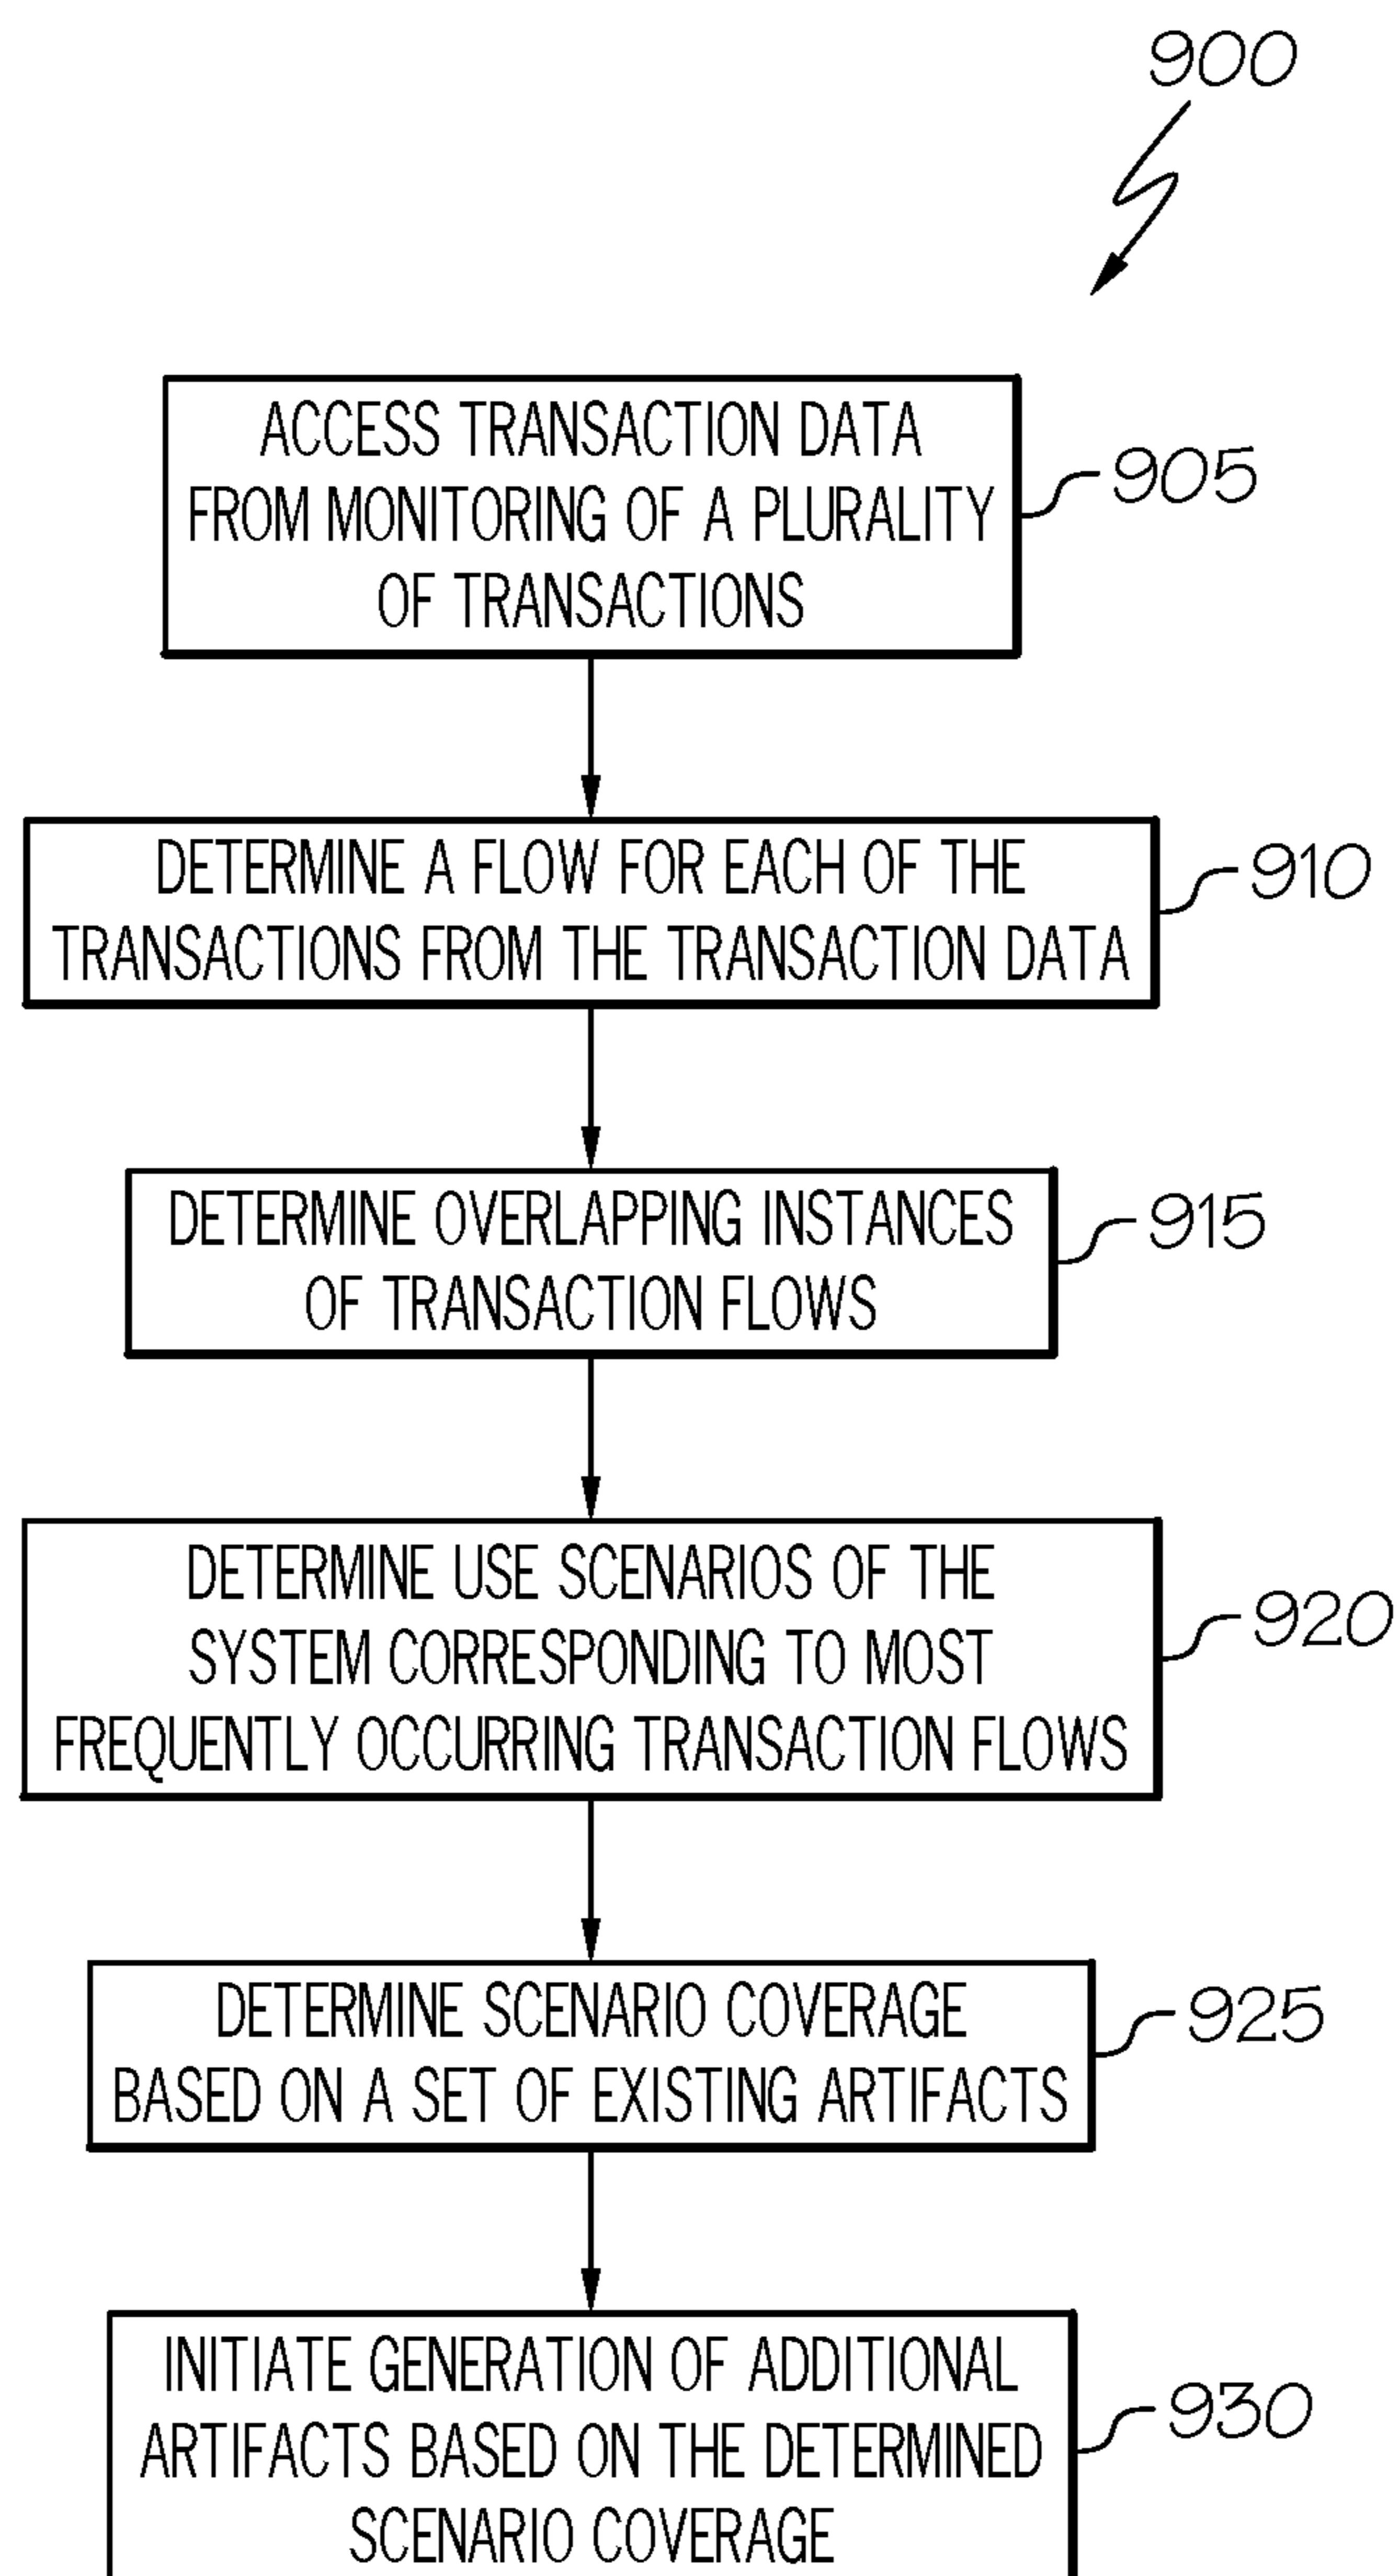 900
ACCESS TRANSACTION DATA
FROM MONITORING OF A PLURALITY
OF TRANSACTIONS
905
DETERMINE A FLOW FOR EACH OF THE
TRANSACTIONS FROM THE TRANSACTION DATA
910
DETERMINE OVERLAPPING INSTANCES
OF TRANSACTION FLOWS
915
DETERMINE USE SCENARIOS OF THE
SYSTEM CORRESPONDING TO MOST
FREQUENTLY OCCURRING TRANSACTION FLOWS
920
DETERMINE SCENARIO COVERAGE
BASED ON A SET OF EXISTING ARTIFACTS
925
INITIATE GENERATION OF ADDITIONAL
ARTIFACTS BASED ON THE DETERMINED
SCENARIO COVERAGE
930